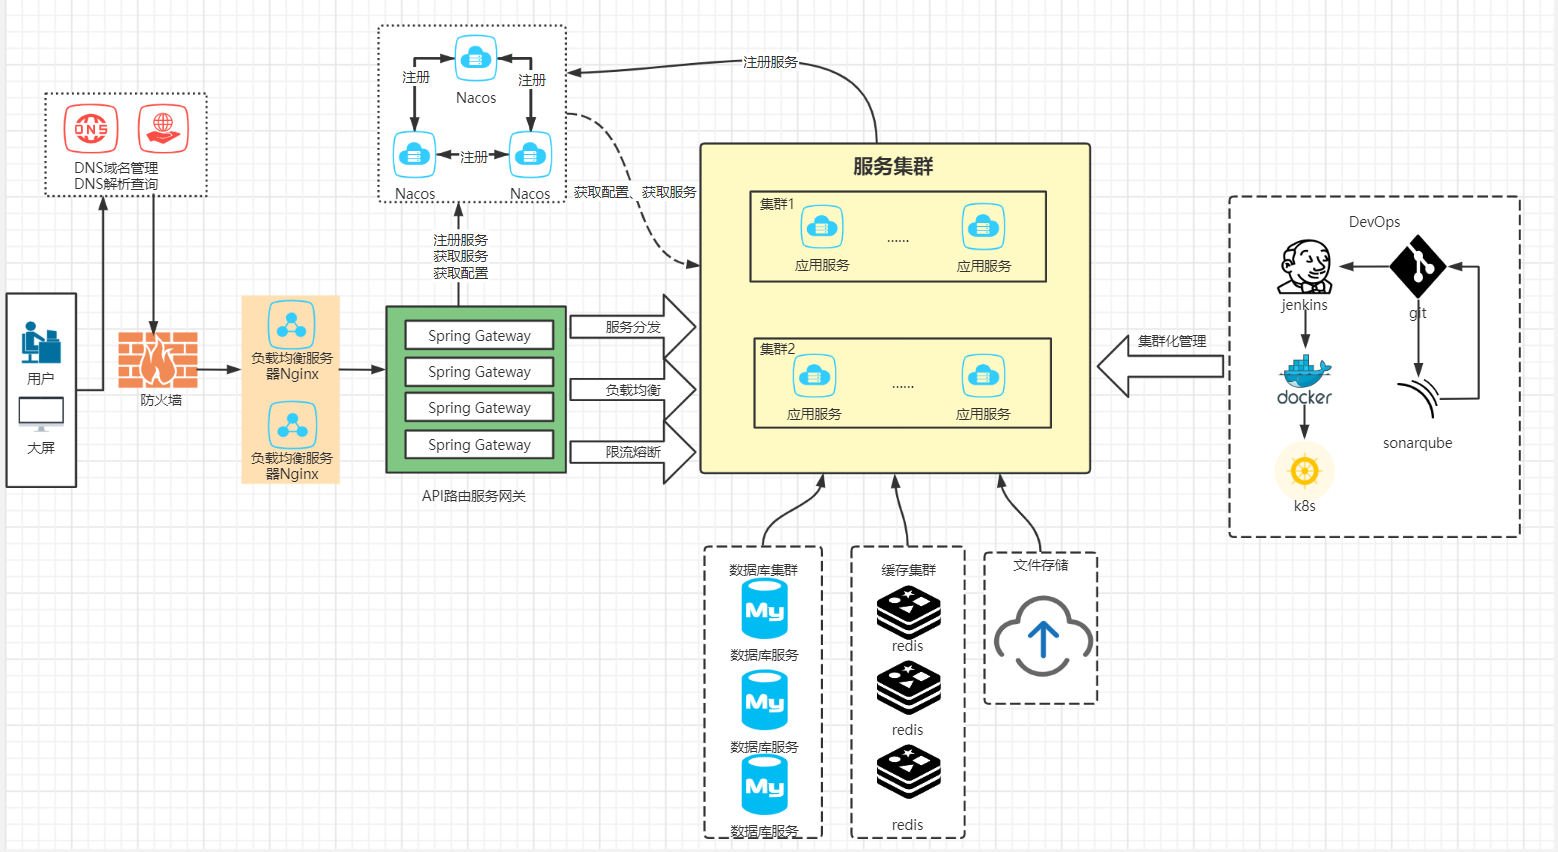 DNS
DNS域名管理
DNS解析查询
用户
大屏
防火墙
负载均衡服务
器Nginx
负载均衡服务
器Nginx
Nacos
注册
注册
注册
Nacos
Nacos
注册服务
获取服务
获取配置
Spring Gateway
Spring Gateway
Spring Gateway
Spring Gateway
API路由服务网关
注册服务
获取配置、获取服务
服务分发
负载均衡
限流熔断
服务集群
集群1
......
应用服务
应用服务
集群2
......
应用服务
应用服务
集群化管理
DevOps
jenkins
git
docker
sonarqube
k8s
数据库集群
My
数据库服务
My
数据库服务
My
数据库服务
缓存集群
redis
redis
redis
文件存储